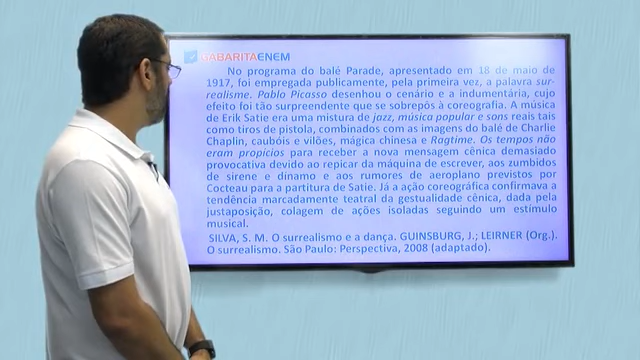 GABARITAENEM
No programa do balé Parade, apresentado em 18 de maio de
1917, foi empregada publicamente, pela primeira vez, a palavra sur-
realisme. Pablo Picasso desenhou o cenário e a indumentária, cujo
efeito foi tão surpreendente que se sobrepôs à coreografia. A música
de Erik Satie era uma mistura de jazz, música popular e sons reais tais
como tiros de pistola, combinados com as imagens do balé de Charlie
Chaplin, caubóis e vilões, mágica chinesa e Ragtime. Os tempos não
eram propícios para receber a nova mensagem cênica demasiado
provocativa devido ao repicar da máquina de escrever, aos zumbidos
de sirene e dínamo e aos rumores de aeroplano previstos por
Cocteau para a partitura de Satie. Já a ação coreográfica confirmava a
tendência marcadamente teatral da gestualidade cênica, dada pela
justaposição, colagem de ações isoladas seguindo um estímulo
musical.
SILVA, S. M. O surrealismo e a dança. GUINSBURG, J.; LEIRNER (Org.).
O surrealismo. São Paulo: Perspectiva, 2008 (adaptado).